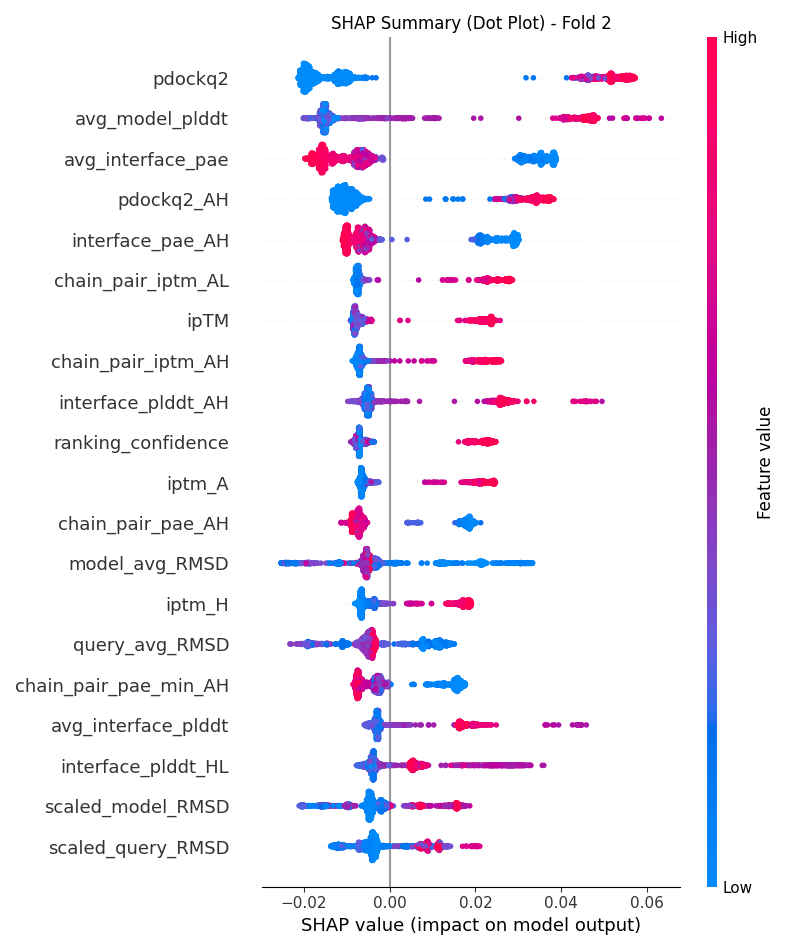 SHAP Summary (Dot Plot) - Fold 2
High
pdockq2
avg_model_plddt
avg_interface_pae
pdockq2_AH
interface_pae_AH
chain_pair_iptm_AL
ipTM
chain_pair_iptm_AH
interface_plddt_AH
ranking_confidence
iptm_A
chain_pair_pae_AH
model_avg_RMSD
iptm_H
query_avg_RMSD
chain_pair_pae_min_AH
avg_interface_plddt
interface_plddt_HL
scaled_model_RMSD
scaled_query_RMSD
Feature value
Low
−0.02 0.00 0.02 0.04 0.06
SHAP value (impact on model output)